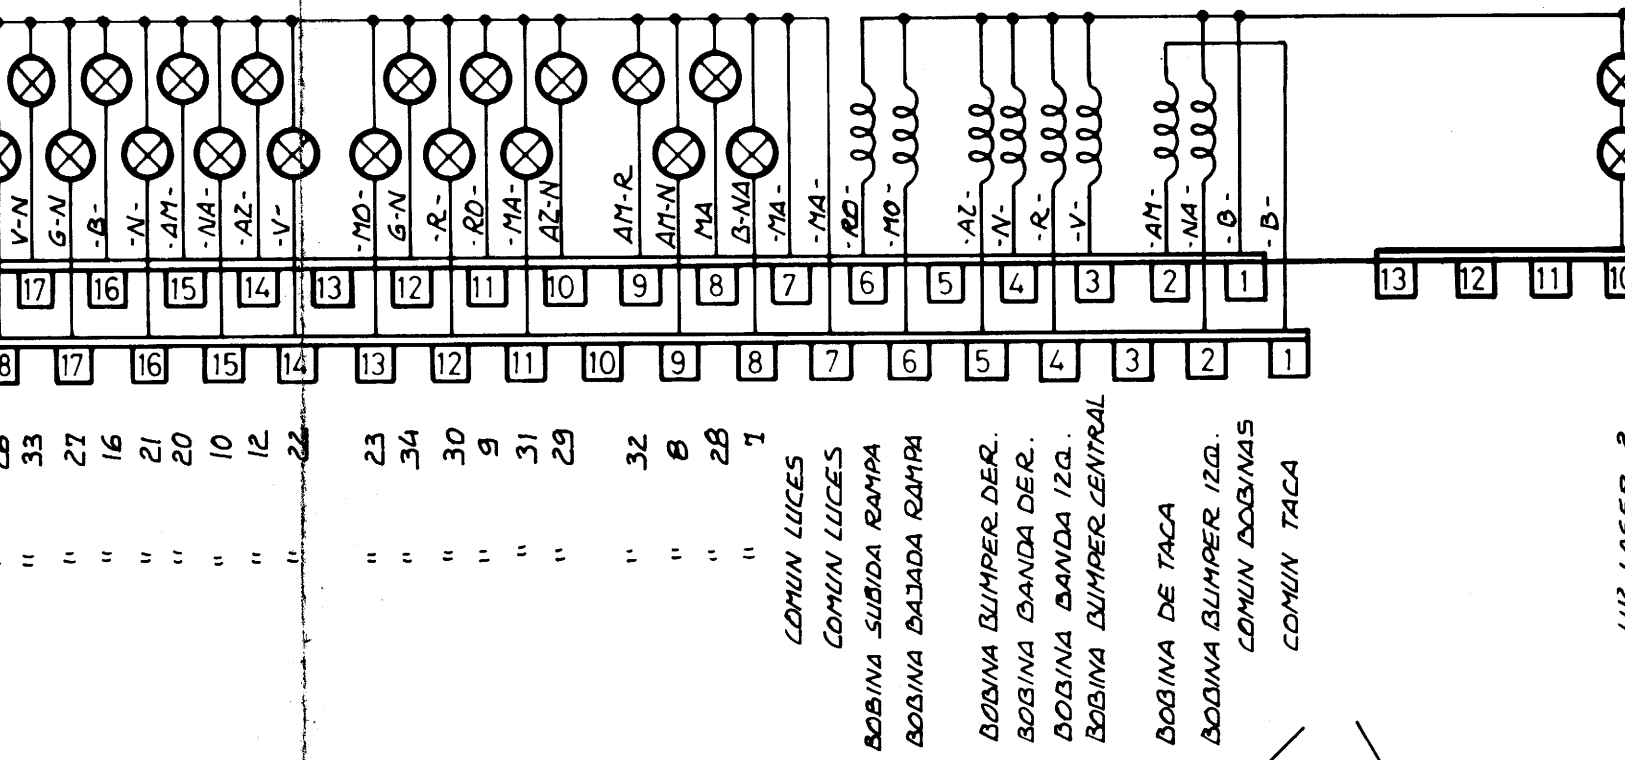 V-N
G-N
-B-
-N-
-AM-
-NA-
-AZ-
-V-
-MO-
G-N
-R-
-RO-
-MA-
AZ-N
AM-R
AM-N
MA
B-NA
-MA-
-MA-
-RO-
-MO-
-AZ-
-N-
-R-
-V-
-AM-
-NA-
-B-
-B-
17 16 15 14 13 12 11 10 9 8 7 6 5 4 3 2 1
13 12 11
17 16 15 14 13 12 11 10 9 8 7 6 5 4 3 2 1
33 "
27 "
16 "
21 "
20 "
10 "
12 "
22 "
23 "
34 "
30 "
9 "
31 "
29 "
32 "
8 "
28 "
7 "
COMUN LUCES
COMUN LUCES
BOBINA SUBIDA RAMPA
BOBINA BAJADA RAMPA
BOBINA BUMPER DER.
BOBINA BANDA DER.
BOBINA BANDA IZQ.
BOBINA BUMPER CENTRAL
BOBINA DE TACA
BOBINA BUMPER IZQ.
COMUN BOBINAS
COMUN TACA